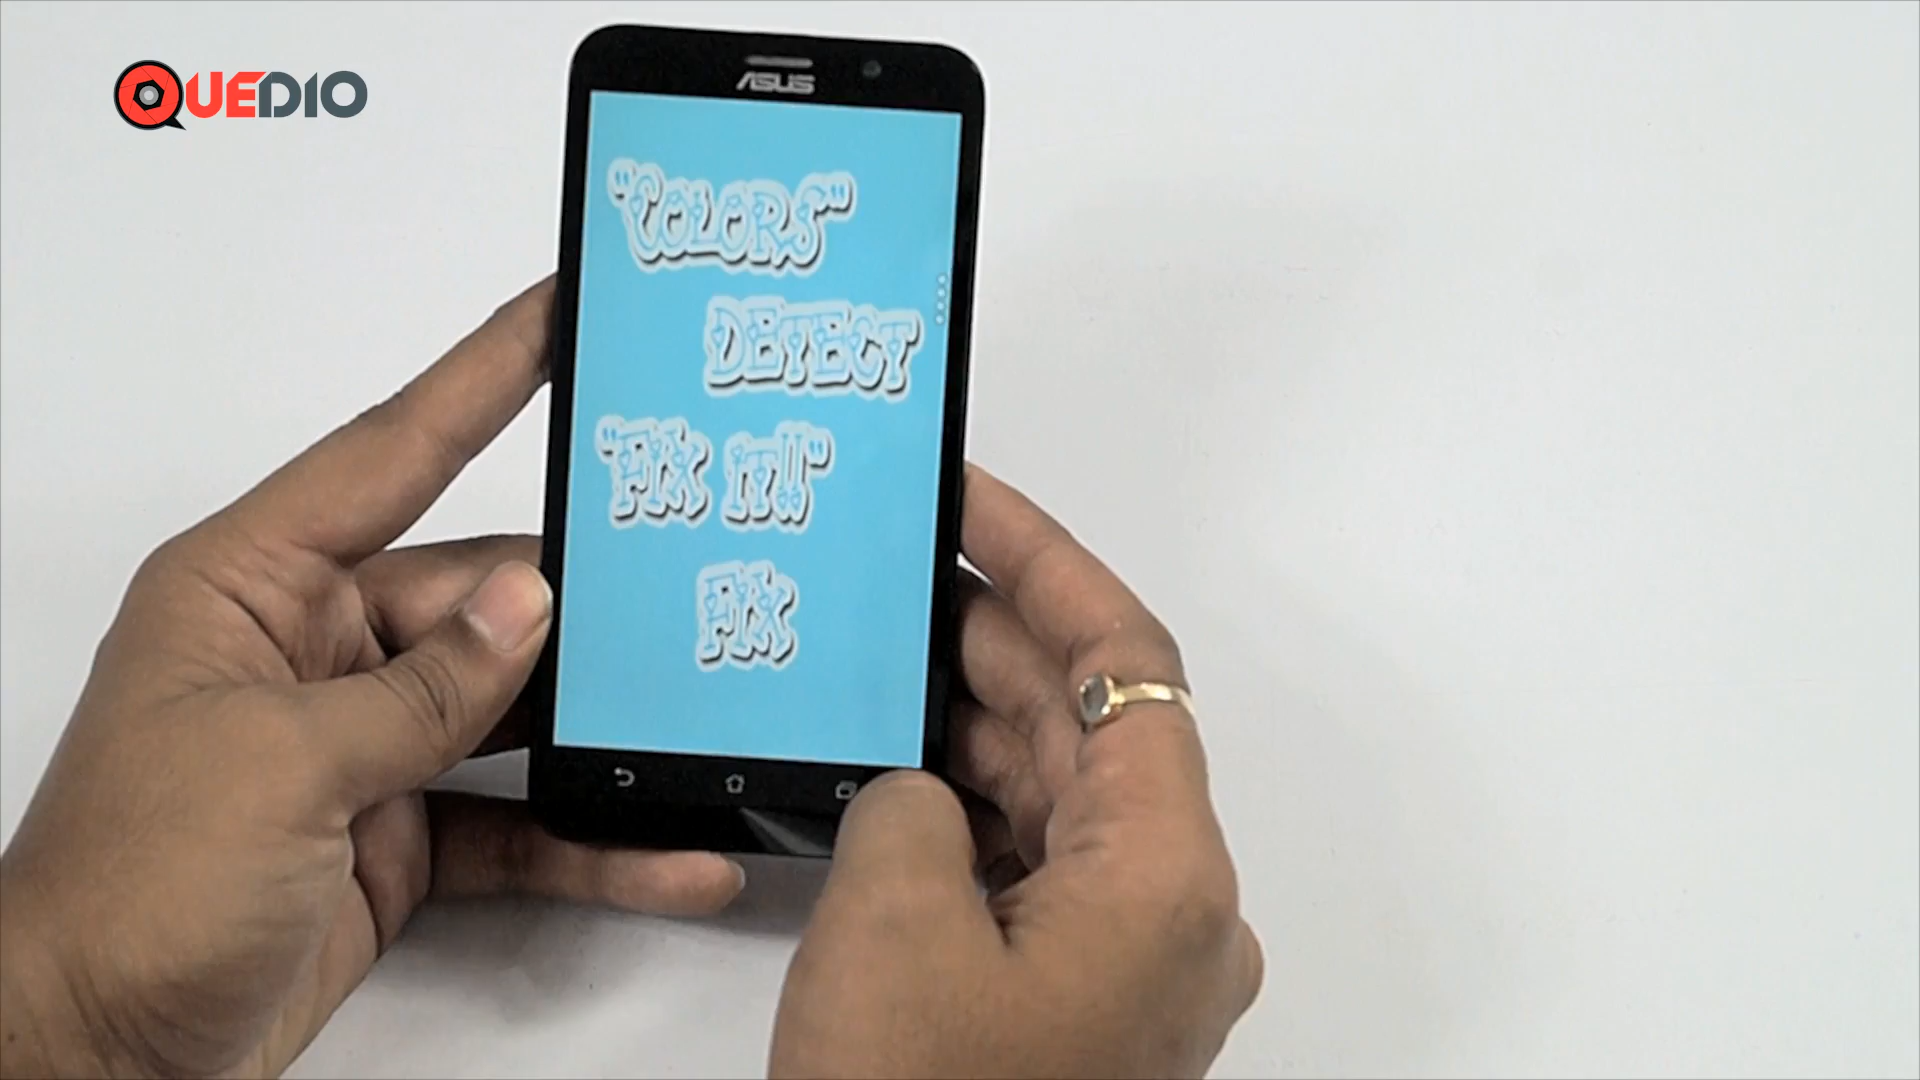 QUEDIO
ASUS
"COLORS"
DETECT
"FIX IT!!"
FIX